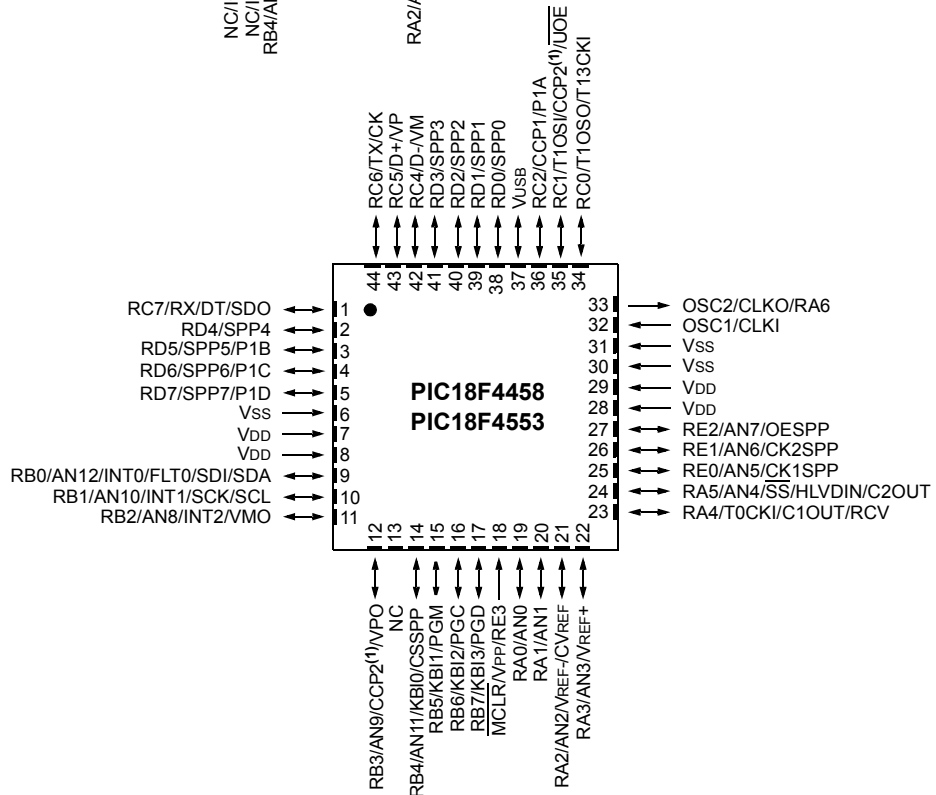 NC/I
NC/I
RB4/A
RA2/
RC6/TX/CK
RC5/D+/VP
RC4/D-/VM
RD3/SPP3
RD2/SPP2
RD1/SPP1
RD0/SPP0
VUSB
RC2/CCP1/P1A
RC1/T1OSI/CCP2(1)/UOE
RC0/T1OSO/T13CKI
44
43
42
41
40
39
38
37
36
35
34
RC7/RX/DT/SDO 1
RD4/SPP4 2
RD5/SPP5/P1B 3
RD6/SPP6/P1C 4
RD7/SPP7/P1D 5
VSS 6
VDD 7
VDD 8
RB0/AN12/INT0/FLT0/SDI/SDA 9
RB1/AN10/INT1/SCK/SCL 10
RB2/AN8/INT2/VMO 11
PIC18F4458
PIC18F4553
33 OSC2/CLKO/RA6
32 OSC1/CLKI
31 VSS
30 VSS
29 VDD
28 VDD
27 RE2/AN7/OESPP
26 RE1/AN6/CK2SPP
25 RE0/AN5/CK1SPP
24 RA5/AN4/SS/HLVDIN/C2OUT
23 RA4/T0CKI/C1OUT/RCV
12
13
14
15
16
17
18
19
20
21
22
RB3/AN9/CCP2(1)/VPO
NC
RB4/AN11/KBI0/CSSPP
RB5/KBI1/PGM
RB6/KBI2/PGC
RB7/KBI3/PGD
MCLR/VPP/RE3
RA0/AN0
RA1/AN1
RA2/AN2/VREF-/CVREF
RA3/AN3/VREF+